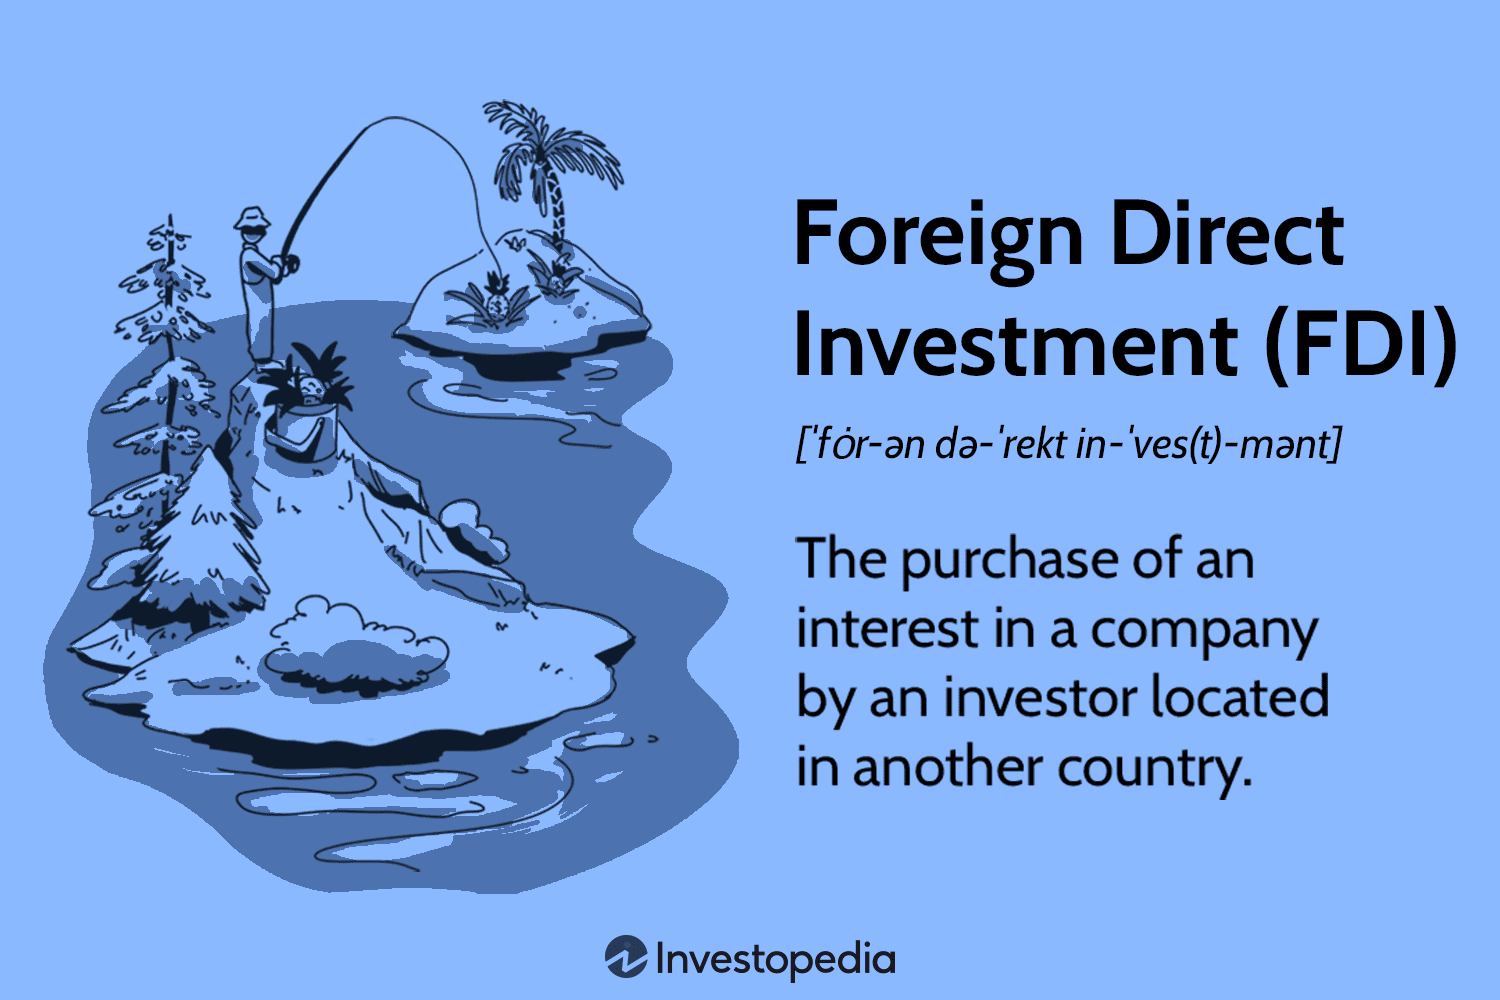 Foreign Direct
Investment (FDI)
[ˈfȯr-ən də-ˈrekt in-ˈves(t)-mənt]
The purchase of an
interest in a company
by an investor located
in another country.
Investopedia